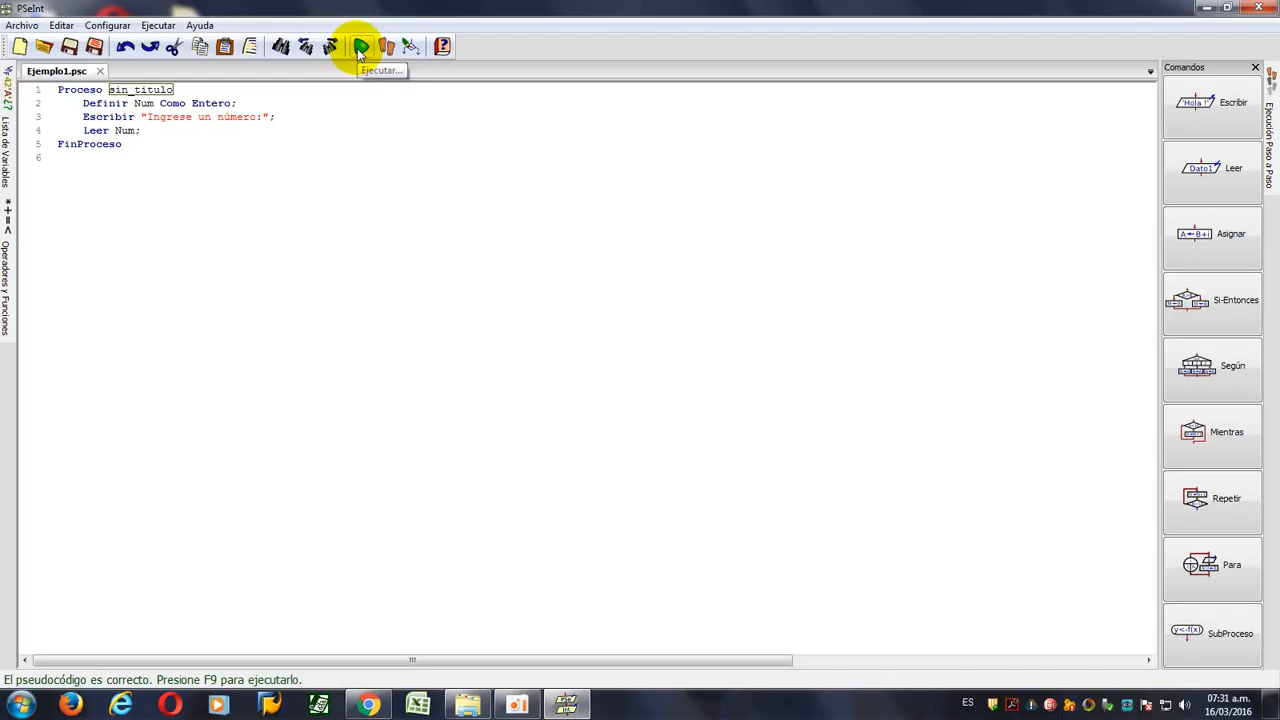 PSeInt
Archivo Editar Configurar Ejecutar Ayuda
Ejecutar...
Ejemplo1.psc
Comandos
1 Proceso sin_titulo
2 Definir Num Como Entero;
3 Escribir "Ingrese un número:";
4 Leer Num;
5 FinProceso
6
Lista de Variables
*+=< Operadores y Funciones
'Hola !' Escribir
Dato1 Leer
A←B+i Asignar
Si-Entonces
Según
Mientras
Repetir
Para
y<-f(x) SubProceso
Ejecución Paso a Paso
El pseudocódigo es correcto. Presione F9 para ejecutarlo.
ES
07:31 a.m.
16/03/2016